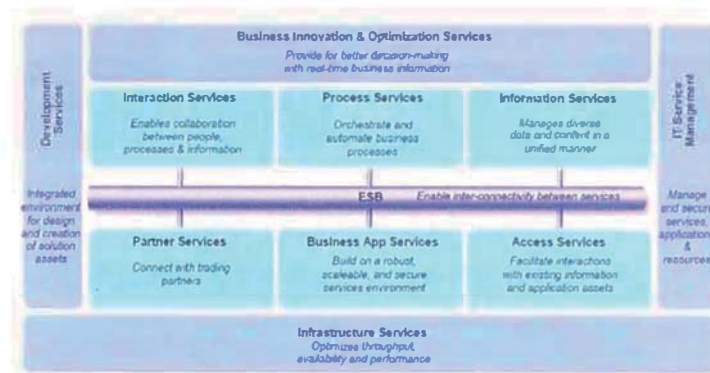 Business Innovation & Optimization Services
Provide for better decision-making
with real-time business information
Development
Services
Integrated
environment
for design
and creation
of solution
assets
Interaction Services
Enables collaboration
between people,
processes & information
Process Services
Orchestrate and
automate business
processes
Information Services
Manages diverse
data and content in a
unified manner
ESB Enable inter-connectivity between services
Partner Services
Connect with trading
partners
Business App Services
Build on a robust,
scaleable, and secure
services environment
Access Services
Facilitate interactions
with existing information
and application assets
IT Service
Management
Manage
and secure
services,
application
&
resources
Infrastructure Services
Optimizes throughput,
availability and performance